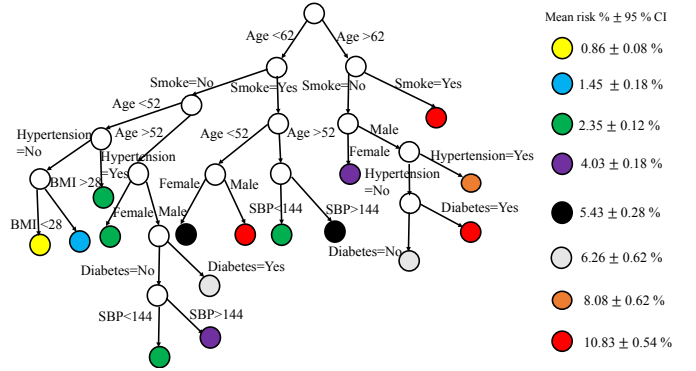 Mean risk % ± 95 % CI
Age <62
Age >62
Smoke=No
Smoke=Yes
Smoke=No
Smoke=Yes
Age <52
Age >52
Age <52
Age >52
Male
Female
Hypertension
=No
Hypertension
=Yes
Hypertension
=No
Hypertension=Yes
BMI >28
BMI <28
Female
Male
Female
Male
SBP<144
SBP>144
Diabetes=Yes
Diabetes=No
Diabetes=No
Diabetes=Yes
SBP<144
SBP>144
0.86 ± 0.08 %
1.45 ± 0.18 %
2.35 ± 0.12 %
4.03 ± 0.18 %
5.43 ± 0.28 %
6.26 ± 0.62 %
8.08 ± 0.62 %
10.83 ± 0.54 %